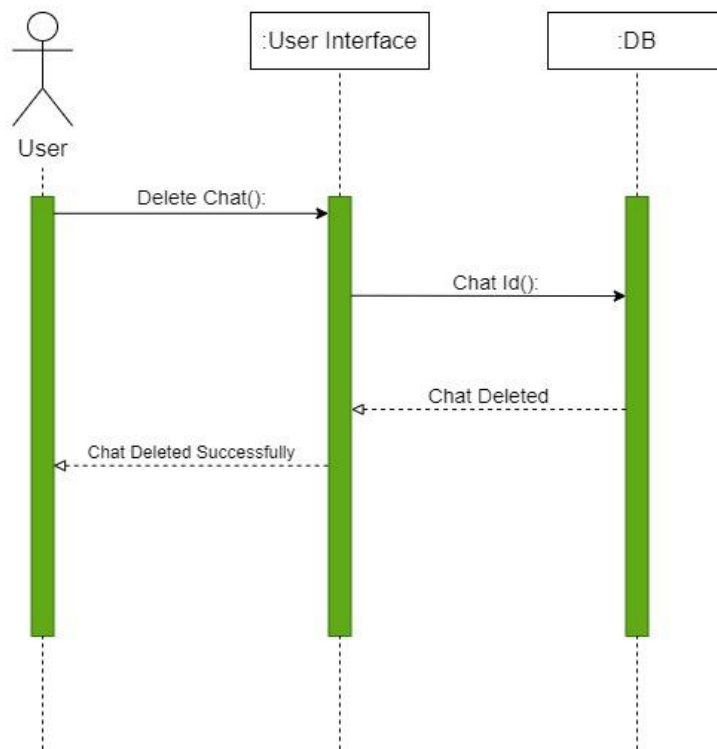 :User Interface
:DB
User
Delete Chat():
Chat Id():
Chat Deleted
Chat Deleted Successfully